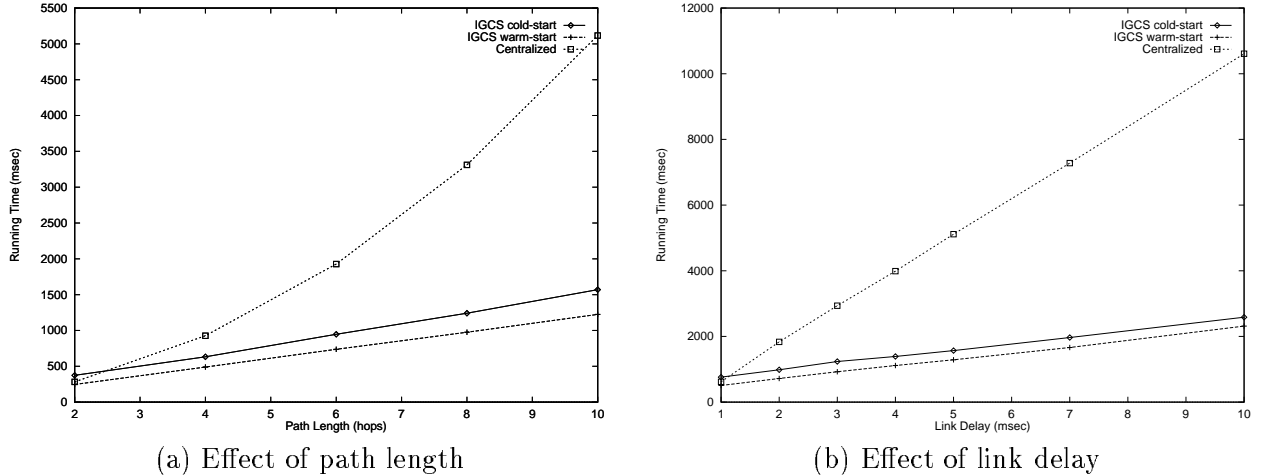 5500
5000
4500
4000
3500
3000
2500
2000
1500
1000
500
0
Running Time (msec)
IGCS cold-start
IGCS warm-start
Centralized
2 3 4 5 6 7 8 9 10
Path Length (hops)
(a) Effect of path length
12000
10000
8000
6000
4000
2000
0
Running Time (msec)
IGCS cold-start
IGCS warm-start
Centralized
1 2 3 4 5 6 7 8 9 10
Link Delay (msec)
(b) Effect of link delay